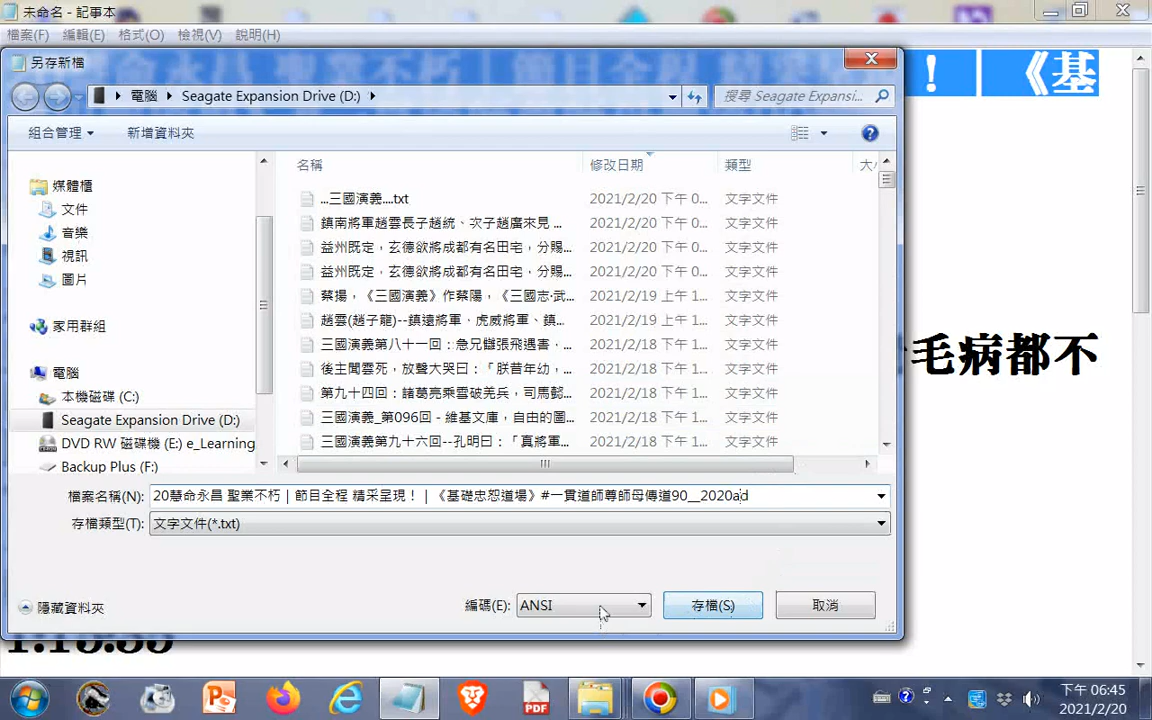 未命名 - 記事本
檔案(F) 編輯(E) 格式(O) 檢視(V) 說明(H)
！ ｜ 《基
另存新檔
電腦 Seagate Expansion Drive (D:)
搜尋 Seagate Expansi...
組合管理 新增資料夾
名稱 修改日期 類型
媒體櫃
文件
音樂
視訊
圖片
家用群組
電腦
本機磁碟 (C:)
Seagate Expansion Drive (D:)
DVD RW 磁碟機 (E:) e_Learning
Backup Plus (F:)
...三國演義....txt 2021/2/20 下午 0... 文字文件
鎮南將軍趙雲長子趙統、次子趙廣來見 ... 2021/2/20 下午 0... 文字文件
益州既定，玄德欲將成都有名田宅，分賜... 2021/2/20 下午 0... 文字文件
益州既定，玄德欲將成都有名田宅，分賜... 2021/2/20 下午 0... 文字文件
蔡揚，《三國演義》作蔡陽，《三國志·武... 2021/2/19 上午 1... 文字文件
趙雲(趙子龍)--鎮遠將軍、虎威將軍、鎮... 2021/2/19 上午 1... 文字文件
三國演義第八十一回：急兄讎張飛遇害，... 2021/2/18 下午 1... 文字文件
後主聞雲死，放聲大哭曰：「朕昔年幼，... 2021/2/18 下午 1... 文字文件
第九十四回：諸葛亮乘雪破羌兵，司馬懿... 2021/2/18 下午 1... 文字文件
三國演義_第096回 - 維基文庫，自由的圖... 2021/2/18 下午 1... 文字文件
三國演義第九十六回--孔明曰：「真將軍... 2021/2/18 下午 1... 文字文件
毛病都不
檔案名稱(N): 20慧命永昌 聖業不朽｜節目全程 精采呈現！｜《基礎忠恕道場》#一貫道師尊師母傳道90__2020ad
存檔類型(T): 文字文件(*.txt)
隱藏資料夾
編碼(E): ANSI 存檔(S) 取消
下午 06:45
2021/2/20